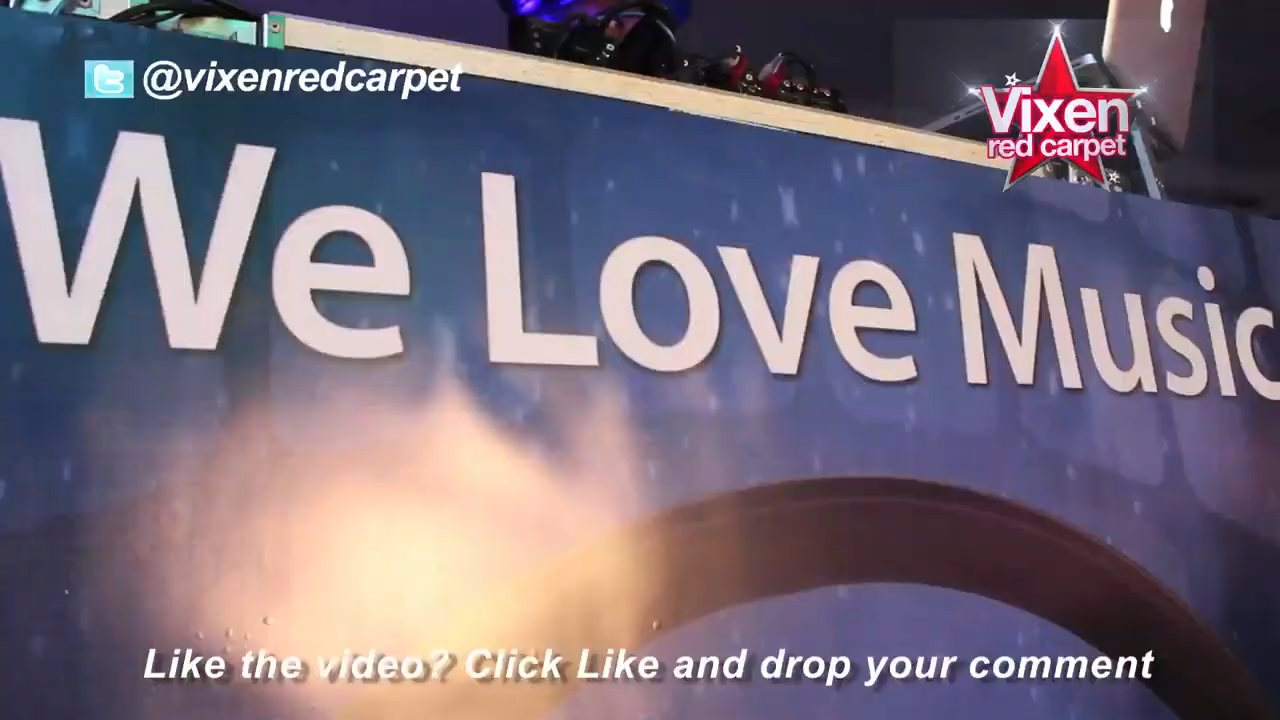 @vixenredcarpet
Vixen
red carpet
We Love Music
Like the video? Click Like and drop your comment